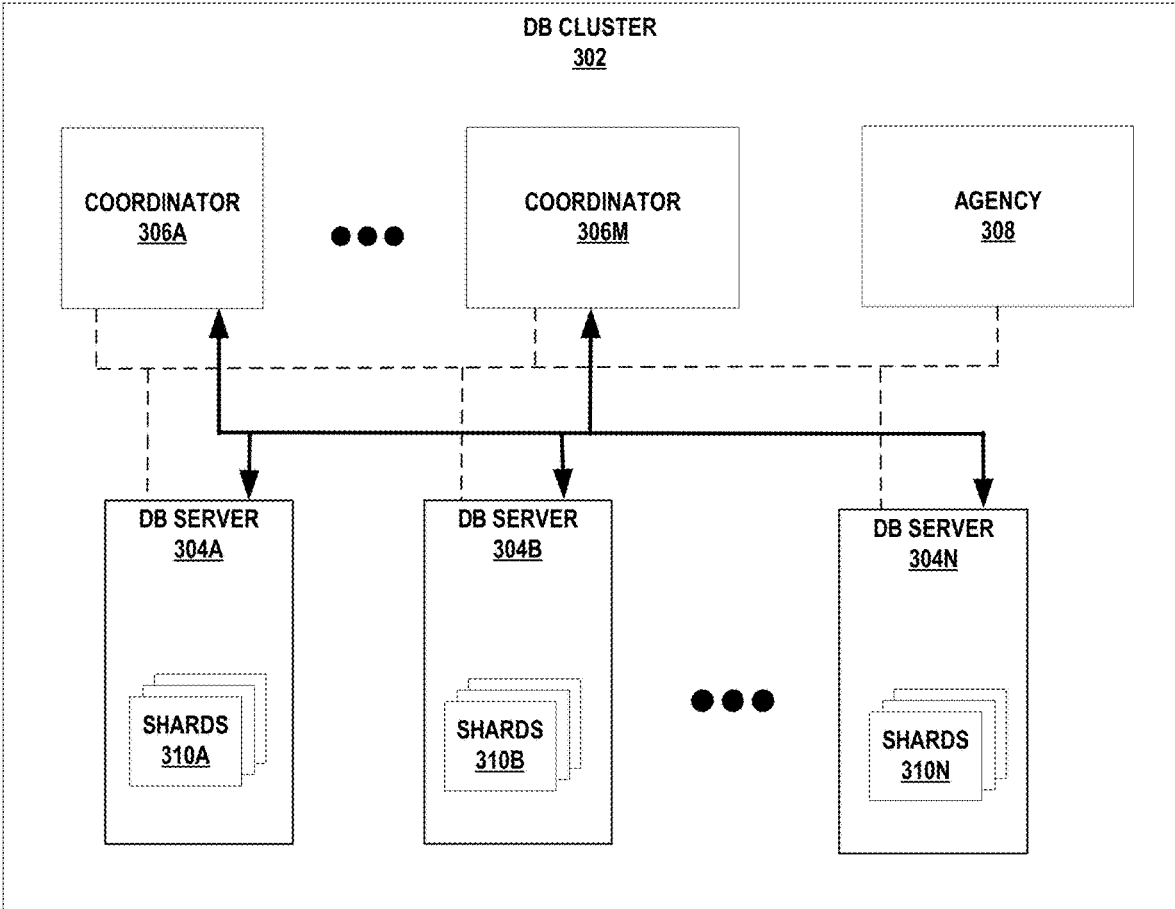 DB CLUSTER
302
COORDINATOR
306A
COORDINATOR
306M
AGENCY
308
DB SERVER
304A
DB SERVER
304B
DB SERVER
304N
SHARDS
310A
SHARDS
310B
SHARDS
310N